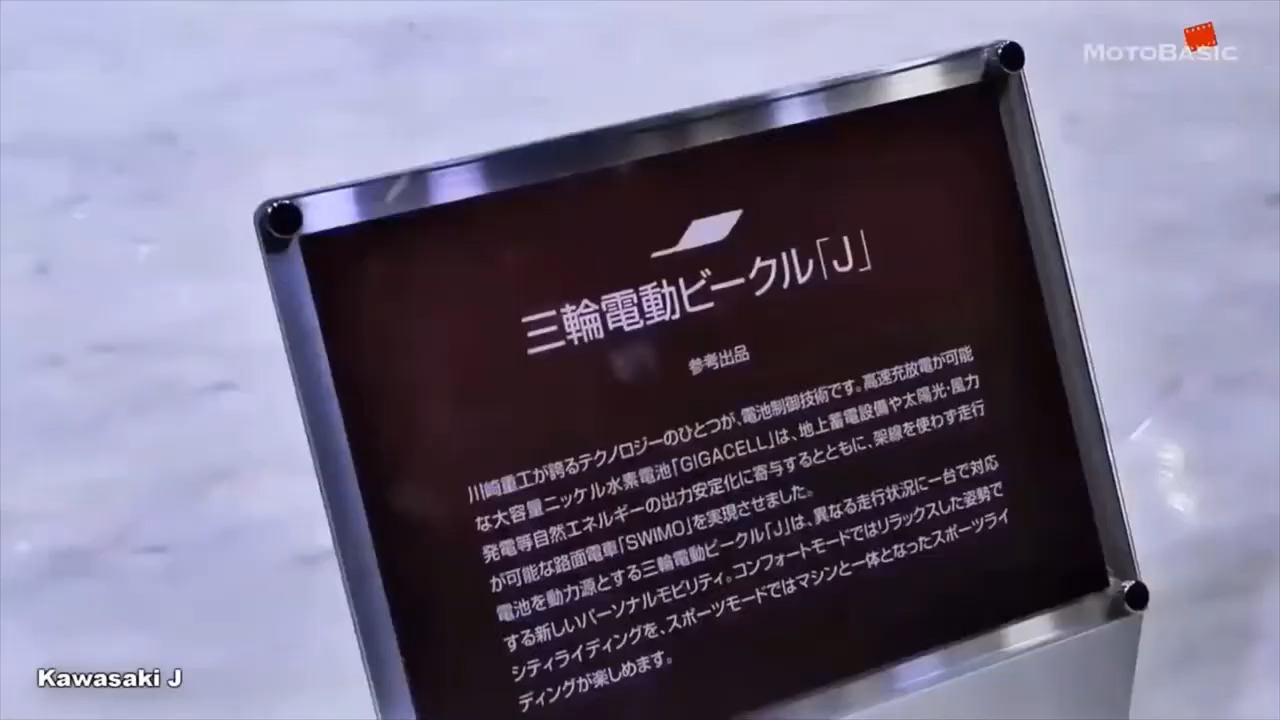 MOTOBASIC
三輪電動ビークル「J」
参考出品
川崎重工が誇るテクノロジーのひとつが、電池制御技術です。高速充放電が可能
な大容量ニッケル水素電池「GIGACELL」は、地上蓄電設備や太陽光・風力
発電等自然エネルギーの出力安定化に寄与するとともに、架線を使わず走行
が可能な路面電車「SWIMO」を実現させました。
電池を動力源とする三輪電動ビークル「J」は、異なる走行状況に一台で対応
する新しいパーソナルモビリティ。コンフォートモードではリラックスした姿勢で
シティライディングを、スポーツモードではマシンと一体となったスポーツライ
ディングが楽しめます。
Kawasaki J